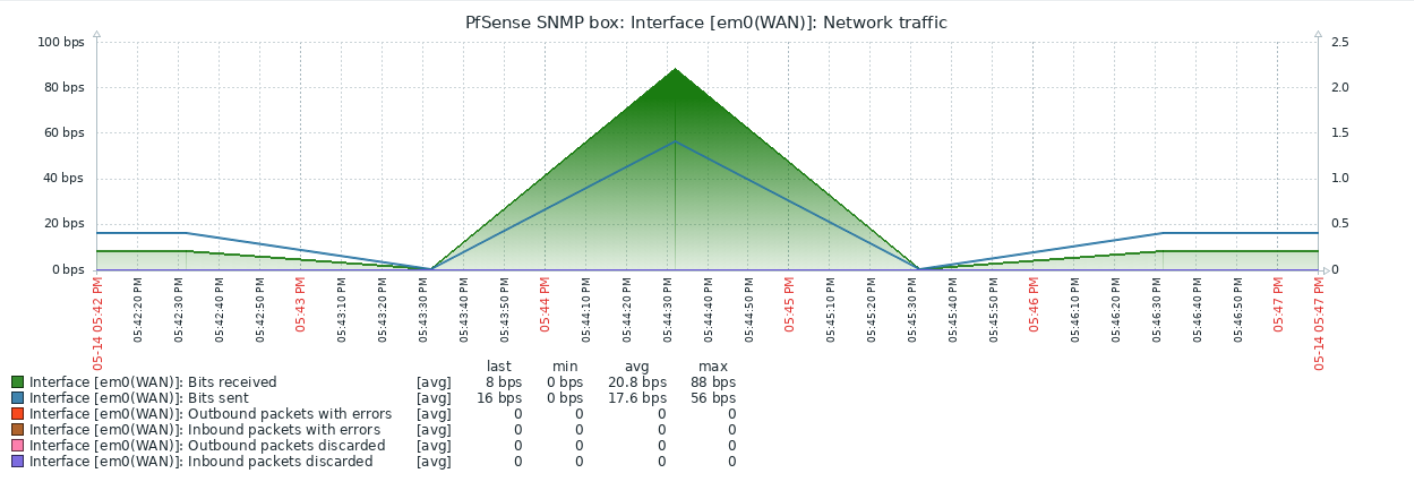 PfSense SNMP box: Interface [em0(WAN)]: Network traffic
100 bps
80 bps
60 bps
40 bps
20 bps
0 bps
2.5
2.0
1.5
1.0
0.5
0
05-14 05:42 PM
05:42:20 PM
05:42:30 PM
05:42:40 PM
05:42:50 PM
05:43 PM
05:43:10 PM
05:43:20 PM
05:43:30 PM
05:43:40 PM
05:43:50 PM
05:44 PM
05:44:10 PM
05:44:20 PM
05:44:30 PM
05:44:40 PM
05:44:50 PM
05:45 PM
05:45:10 PM
05:45:20 PM
05:45:30 PM
05:45:40 PM
05:45:50 PM
05:46 PM
05:46:10 PM
05:46:20 PM
05:46:30 PM
05:46:40 PM
05:46:50 PM
05:47 PM
05-14 05:47 PM
last min avg max
Interface [em0(WAN)]: Bits received [avg] 8 bps 0 bps 20.8 bps 88 bps
Interface [em0(WAN)]: Bits sent [avg] 16 bps 0 bps 17.6 bps 56 bps
Interface [em0(WAN)]: Outbound packets with errors [avg] 0 0 0 0
Interface [em0(WAN)]: Inbound packets with errors [avg] 0 0 0 0
Interface [em0(WAN)]: Outbound packets discarded [avg] 0 0 0 0
Interface [em0(WAN)]: Inbound packets discarded [avg] 0 0 0 0